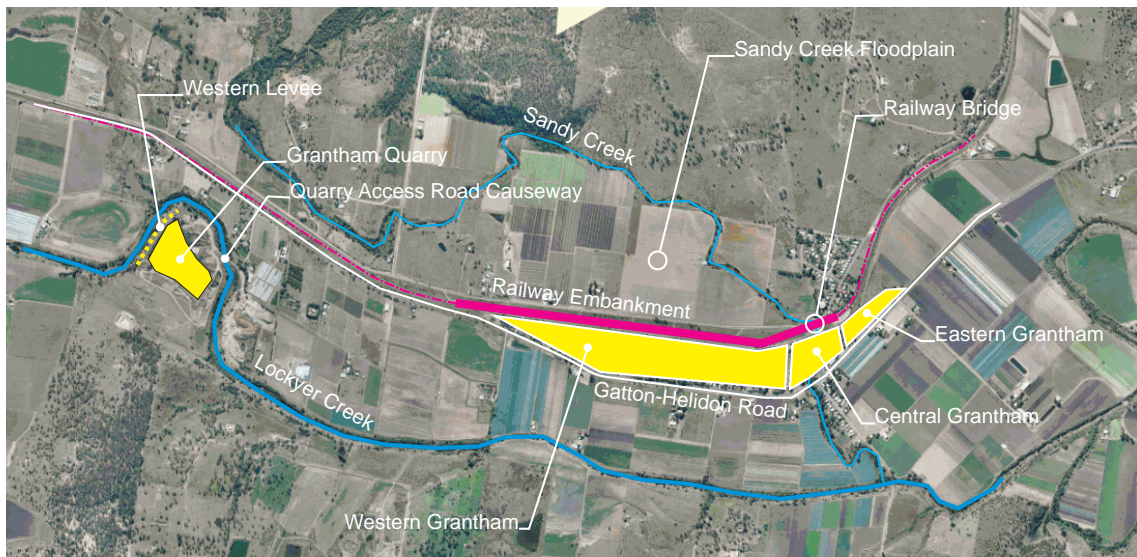 Sandy Creek Floodplain
Western Levee
Railway Bridge
Sandy Creek
Grantham Quarry
Quarry Access Road Causeway
Railway Embankment
Eastern Grantham
Lockyer Creek
Gatton-Helidon Road
Central Grantham
Western Grantham